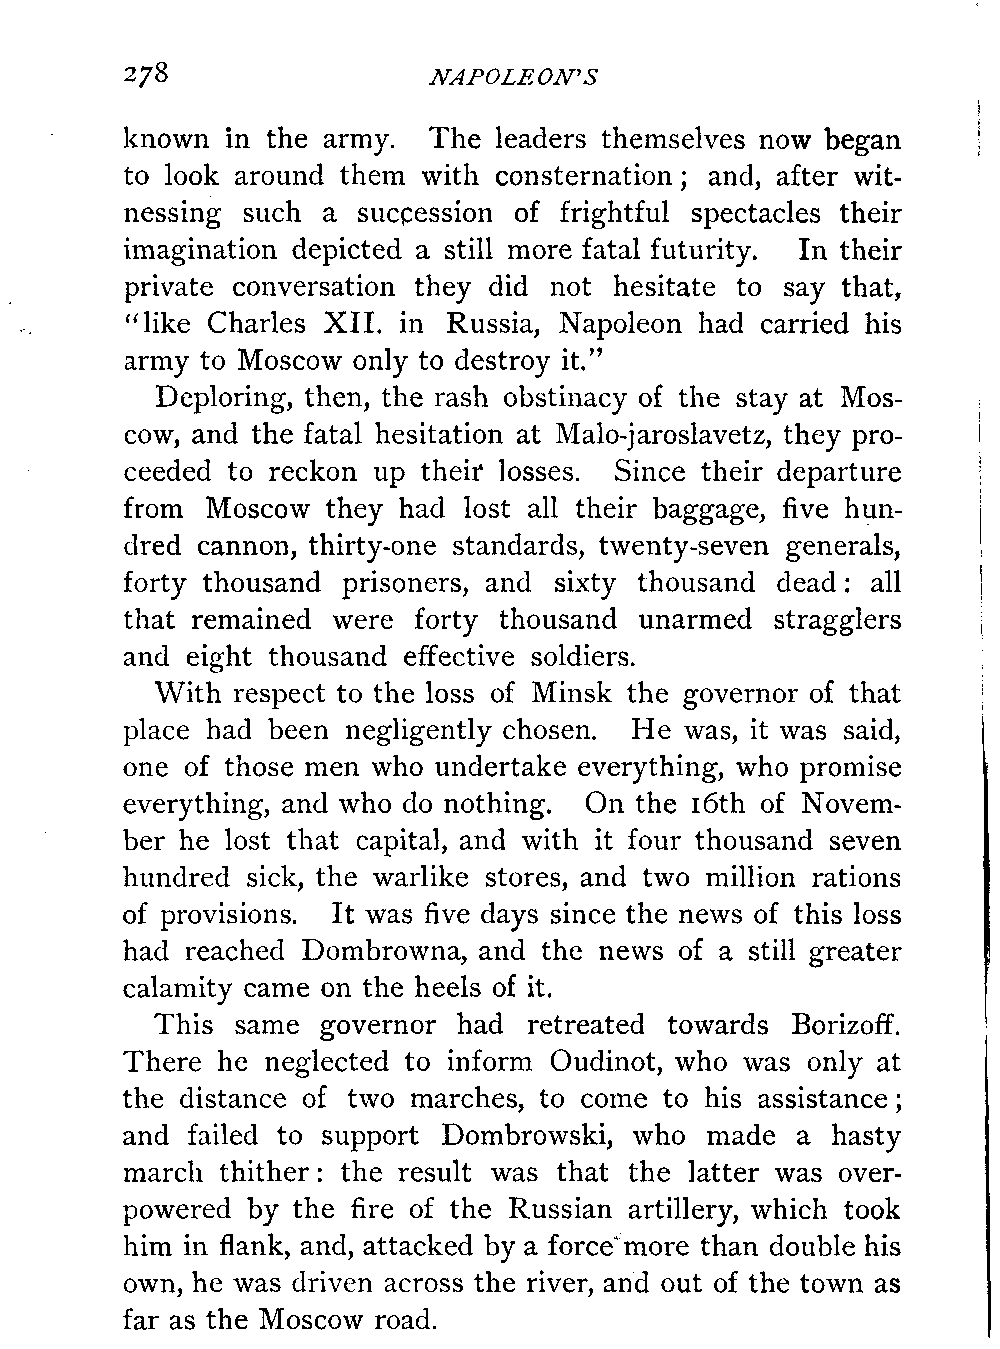 278 NAPOLEON'S
known in the army. The leaders themselves now began
to look around them with consternation; and, after wit-
nessing such a succession of frightful spectacles their
imagination depicted a still more fatal futurity. In their
private conversation they did not hesitate to say that,
"like Charles XII. in Russia, Napoleon had carried his
army to Moscow only to destroy it."
Deploring, then, the rash obstinacy of the stay at Mos-
cow, and the fatal hesitation at Malo-jaroslavetz, they pro-
ceeded to reckon up their losses. Since their departure
from Moscow they had lost all their baggage, five hun-
dred cannon, thirty-one standards, twenty-seven generals,
forty thousand prisoners, and sixty thousand dead: all
that remained were forty thousand unarmed stragglers
and eight thousand effective soldiers.
With respect to the loss of Minsk the governor of that
place had been negligently chosen. He was, it was said,
one of those men who undertake everything, who promise
everything, and who do nothing. On the 16th of Novem-
ber he lost that capital, and with it four thousand seven
hundred sick, the warlike stores, and two million rations
of provisions. It was five days since the news of this loss
had reached Dombrowna, and the news of a still greater
calamity came on the heels of it.
This same governor had retreated towards Borizoff.
There he neglected to inform Oudinot, who was only at
the distance of two marches, to come to his assistance;
and failed to support Dombrowski, who made a hasty
march thither: the result was that the latter was over-
powered by the fire of the Russian artillery, which took
him in flank, and, attacked by a force more than double his
own, he was driven across the river, and out of the town as
far as the Moscow road.